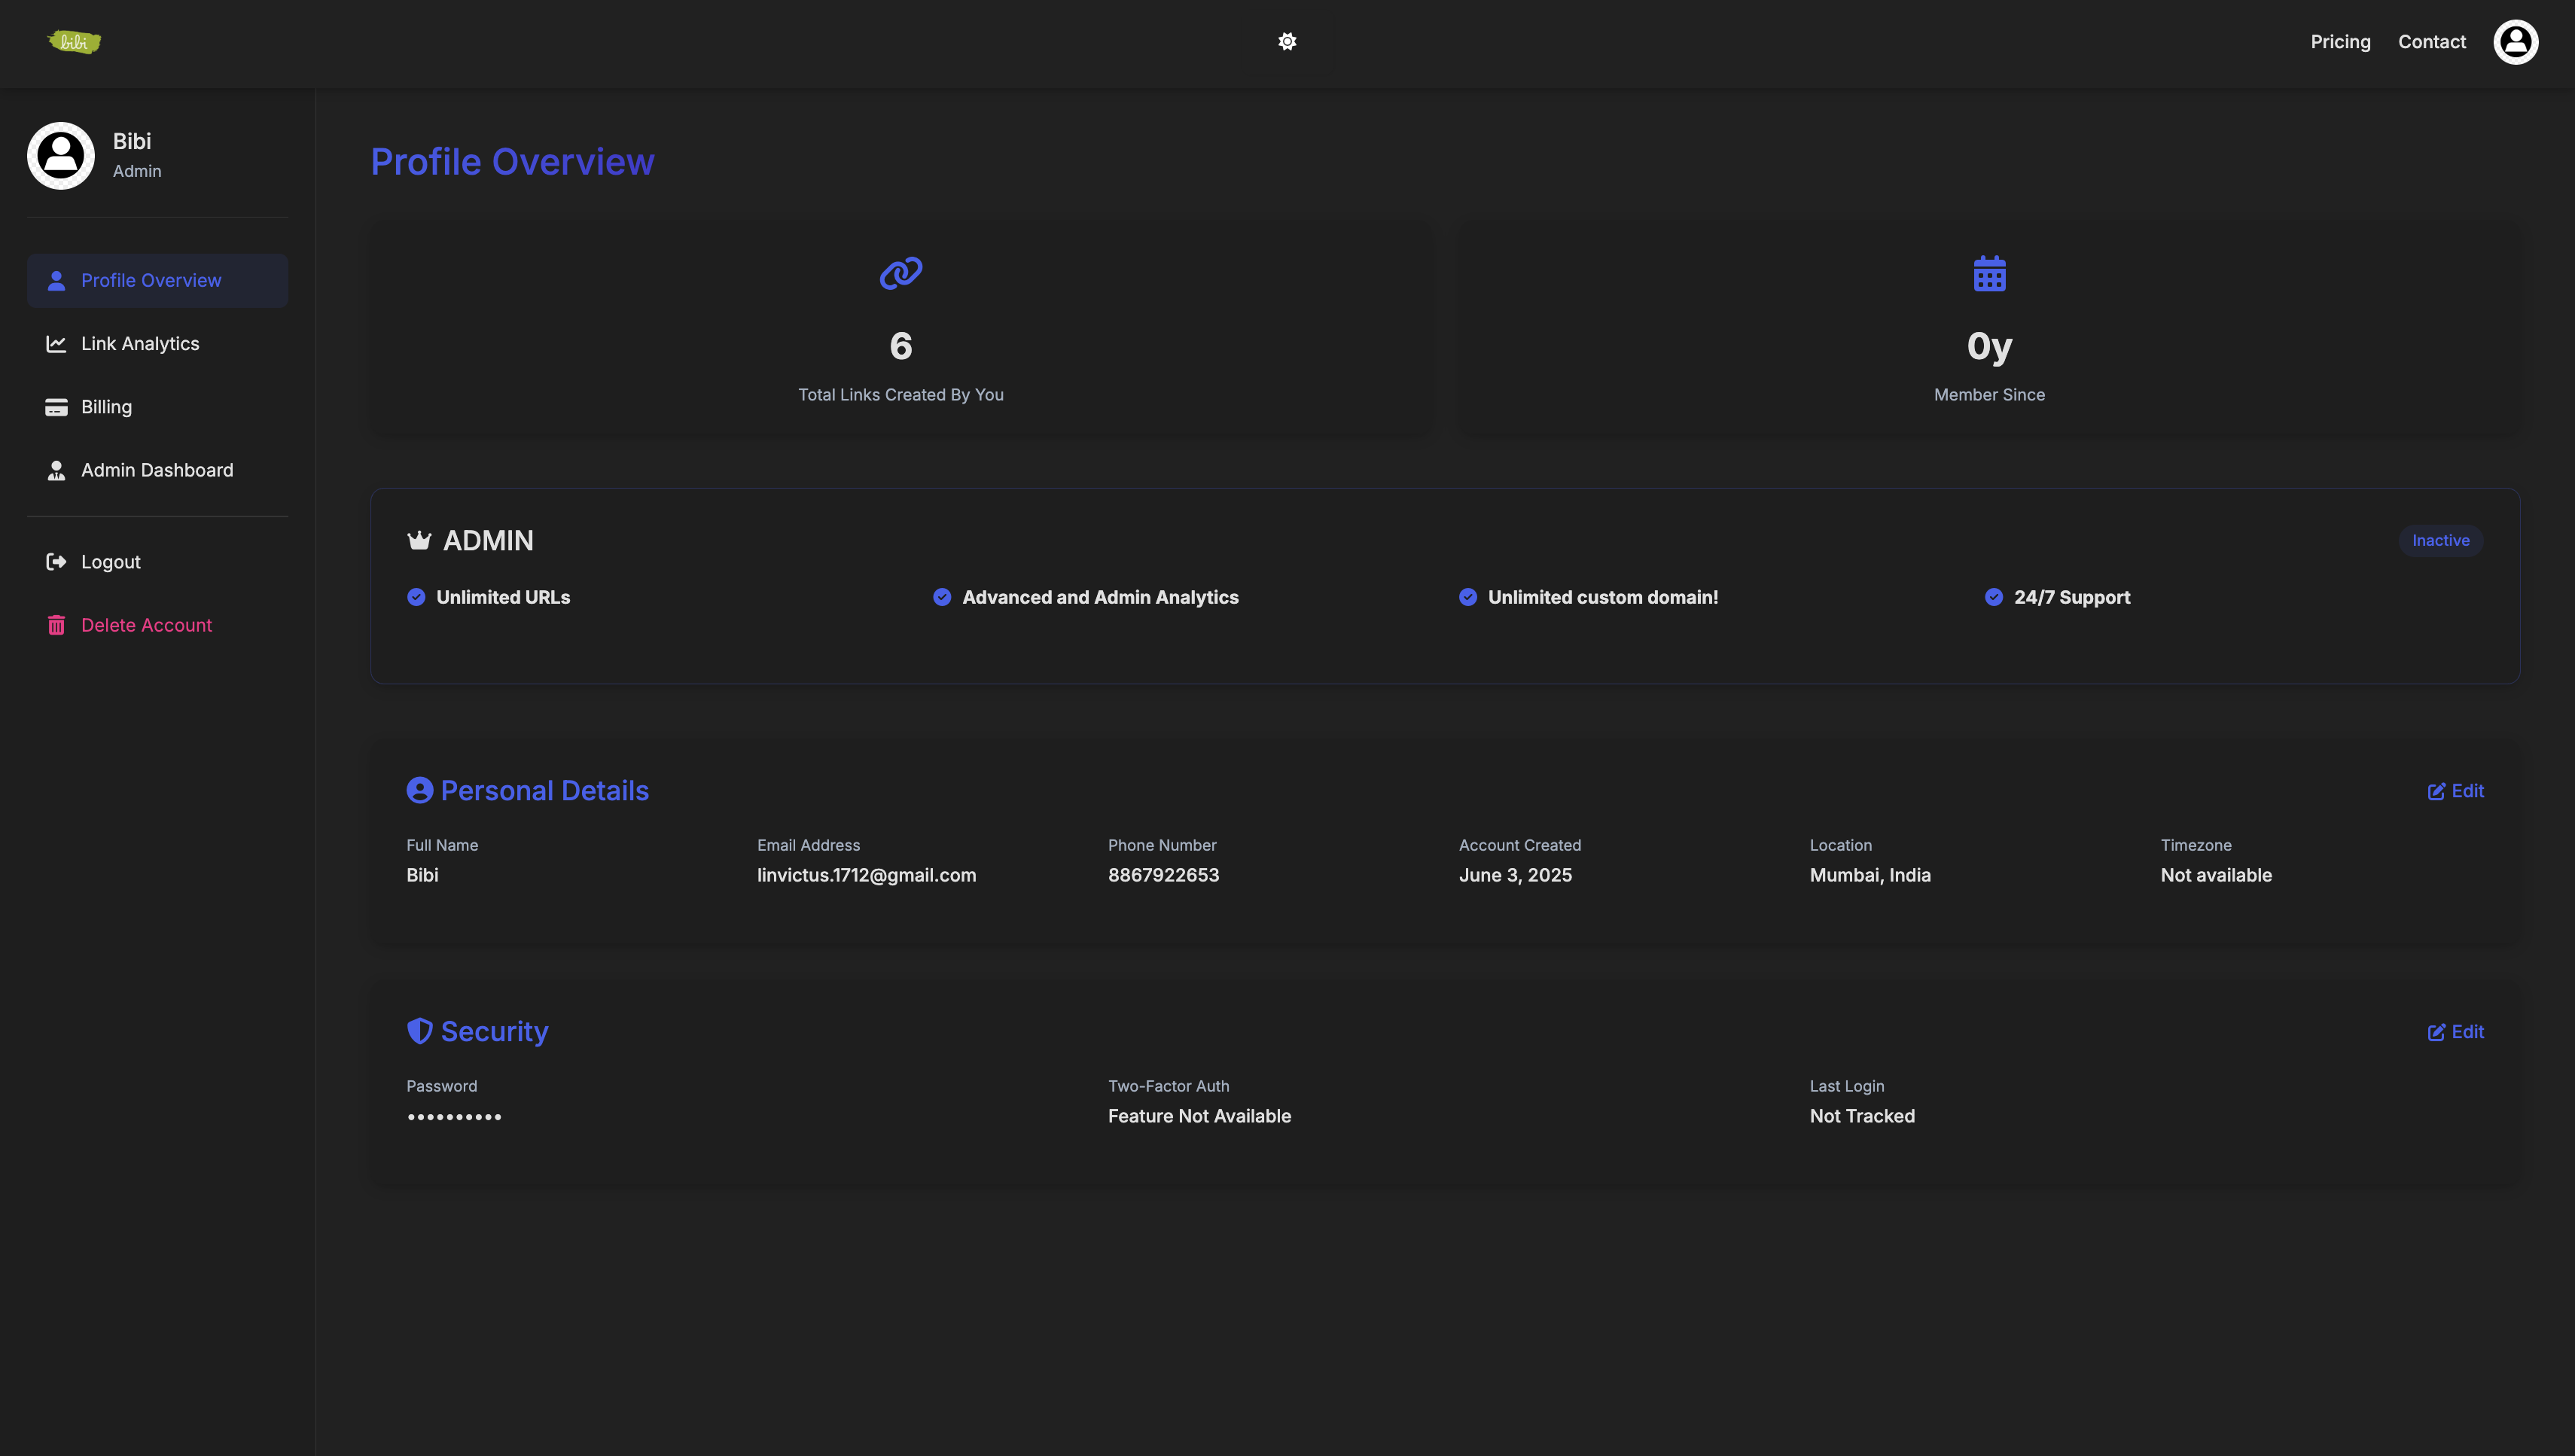 bibi
Pricing Contact
Bibi
Admin
Profile Overview
Link Analytics
Billing
Admin Dashboard
Logout
Delete Account
Profile Overview
6
Total Links Created By You
0y
Member Since
ADMIN
Inactive
Unlimited URLs
Advanced and Admin Analytics
Unlimited custom domain!
24/7 Support
Personal Details
Edit
Full Name
Bibi
Email Address
linvictus.1712@gmail.com
Phone Number
8867922653
Account Created
June 3, 2025
Location
Mumbai, India
Timezone
Not available
Security
Edit
Password
••••••••••
Two-Factor Auth
Feature Not Available
Last Login
Not Tracked